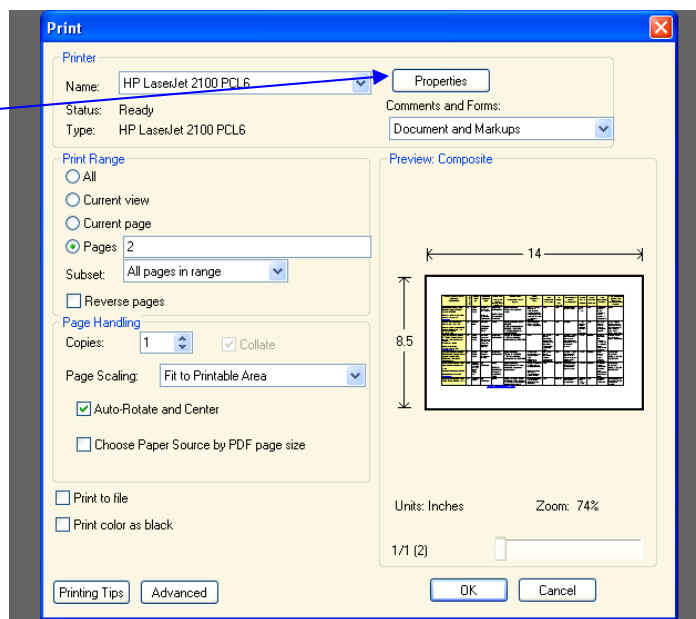 Print
Printer
Name: HP LaserJet 2100 PCL6
Properties
Status: Ready
Comments and Forms:
Type: HP LaserJet 2100 PCL6
Document and Markups
Print Range
All
Current view
Current page
Pages 2
Subset: All pages in range
Reverse pages
Page Handling
Copies: 1 Collate
Page Scaling: Fit to Printable Area
Auto-Rotate and Center
Choose Paper Source by PDF page size
Print to file
Print color as black
Preview: Composite
14
8.5
Units: Inches Zoom: 74%
1/1 (2)
Printing Tips Advanced OK Cancel